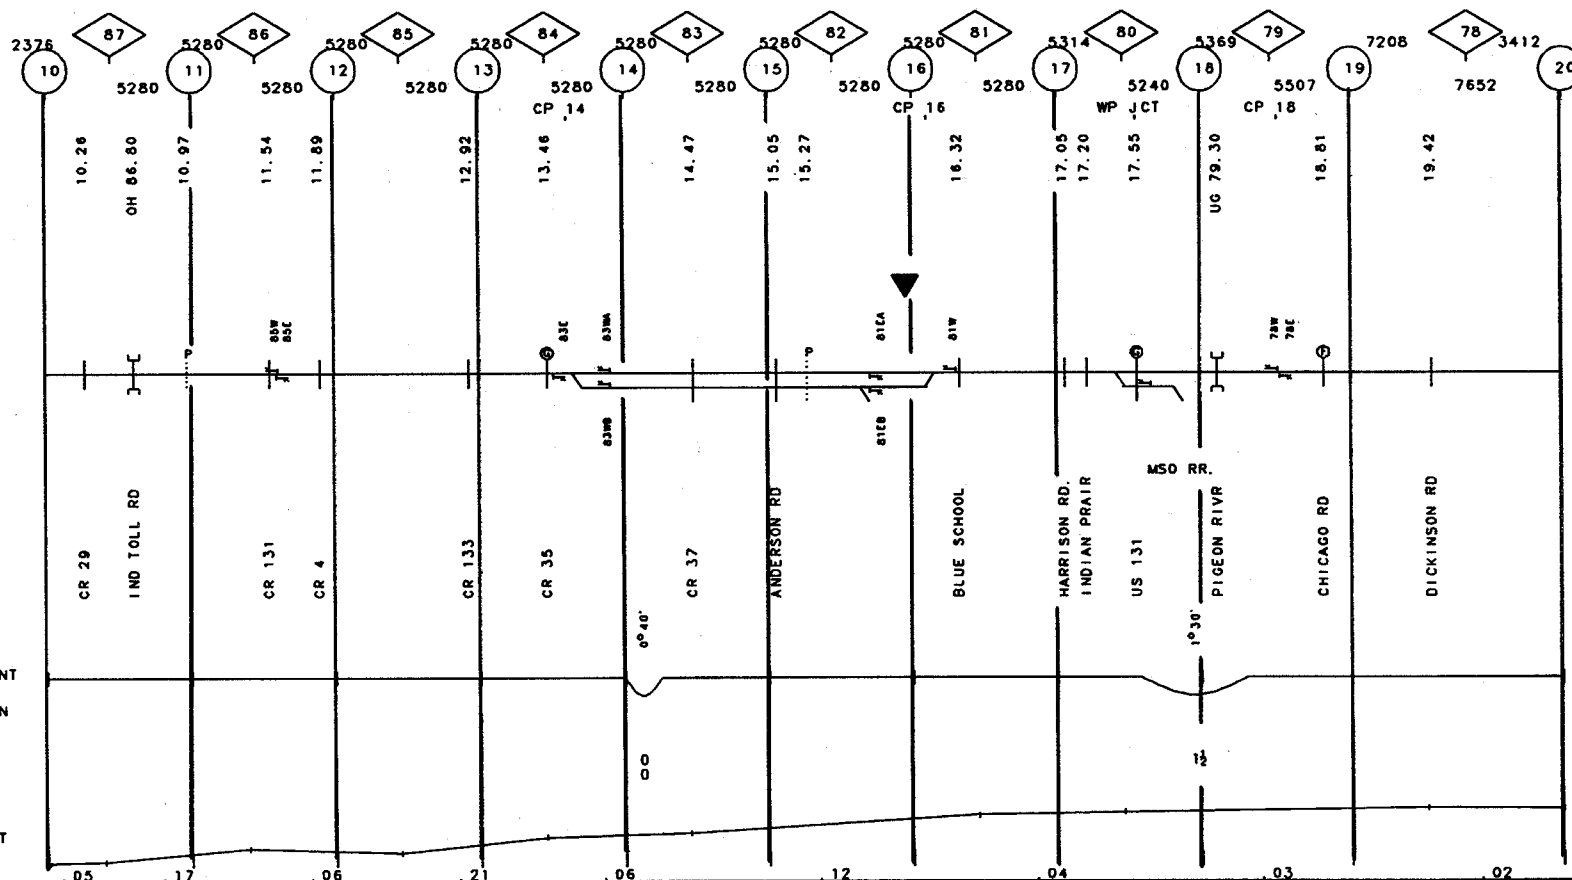 87 86 85 84 83 82 81 80 79 78
2376 5280 5280 5280 5280 5280 5280 5314 5369 7208 3412
10 11 12 13 14 15 16 17 18 19 20
5280 5280 5280 5280 5280 5280 5280 5240 5507 7652
CP 14 CP 16 WP JCT CP 18
10.26 OH 86.80 10.97 11.54 11.89 12.92 13.46 14.47 15.05 15.27 16.32 17.05 17.20 17.55 UG 79.30 18.81 19.42
85W 83E 83WA 81EA 81W 78W
85E 78E
P P
83WB 81EB
MSO RR.
CR 29 IND TOLL RD CR 131 CR 4 CR 133 CR 35 CR 37 ANDERSON RD BLUE SCHOOL HARRISON RD. INDIAN PRAIR US 131 PIGEON RIVR CHICAGO RD DICKINSON RD
0°40' 1°30'
NT
N
0 1½
0
T
.05 .17 .06 .21 .06 .12 .04 .03 .02